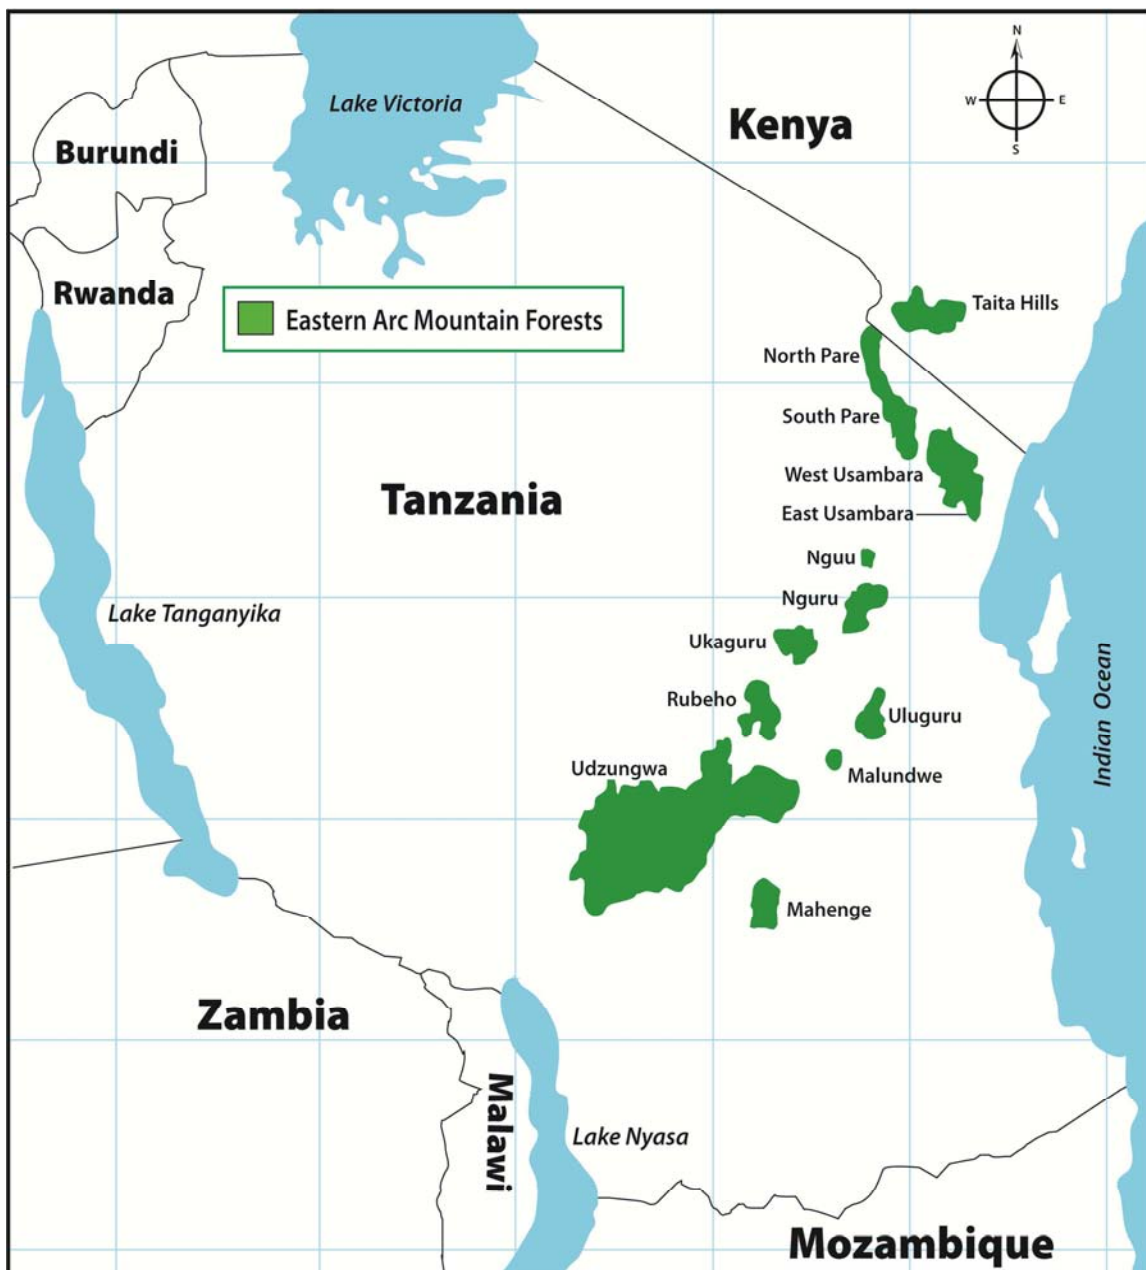 N
W
E
S
Lake Victoria
Kenya
Burundi
Rwanda
Eastern Arc Mountain Forests
Taita Hills
North Pare
South Pare
West Usambara
East Usambara
Tanzania
Nguu
Nguru
Lake Tanganyika
Ukaguru
Rubeho
Uluguru
Indian Ocean
Udzungwa
Malundwe
Mahenge
Zambia
Malawi
Lake Nyasa
Mozambique